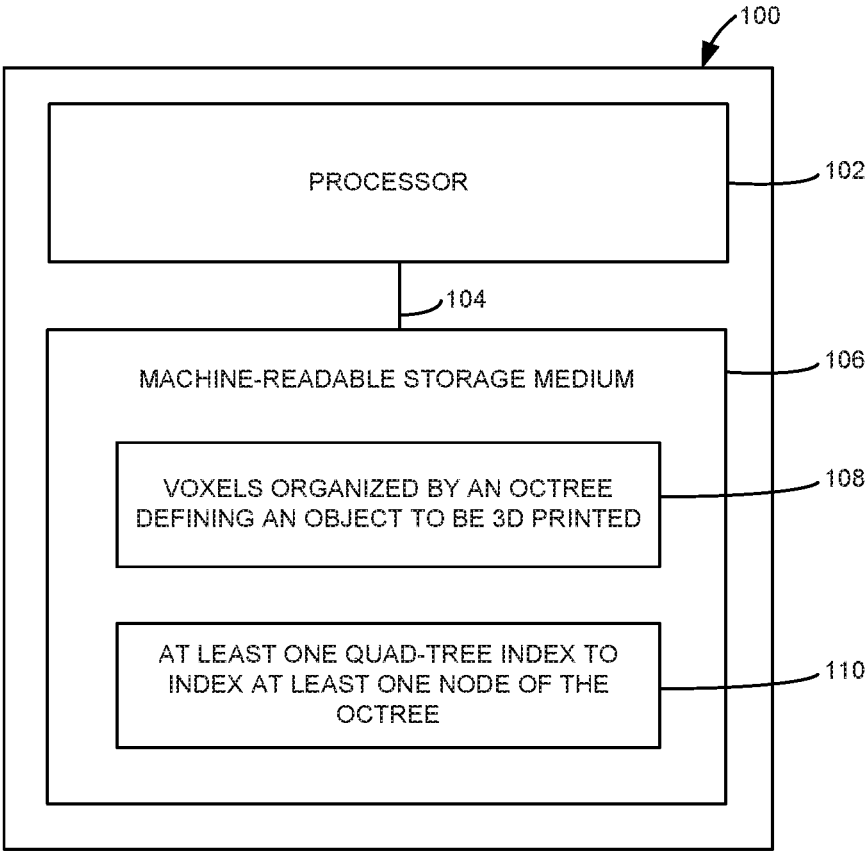 100
PROCESSOR
102
104
106
MACHINE-READABLE STORAGE MEDIUM
108
VOXELS ORGANIZED BY AN OCTREE
DEFINING AN OBJECT TO BE 3D PRINTED
AT LEAST ONE QUAD-TREE INDEX TO
INDEX AT LEAST ONE NODE OF THE
OCTREE
110